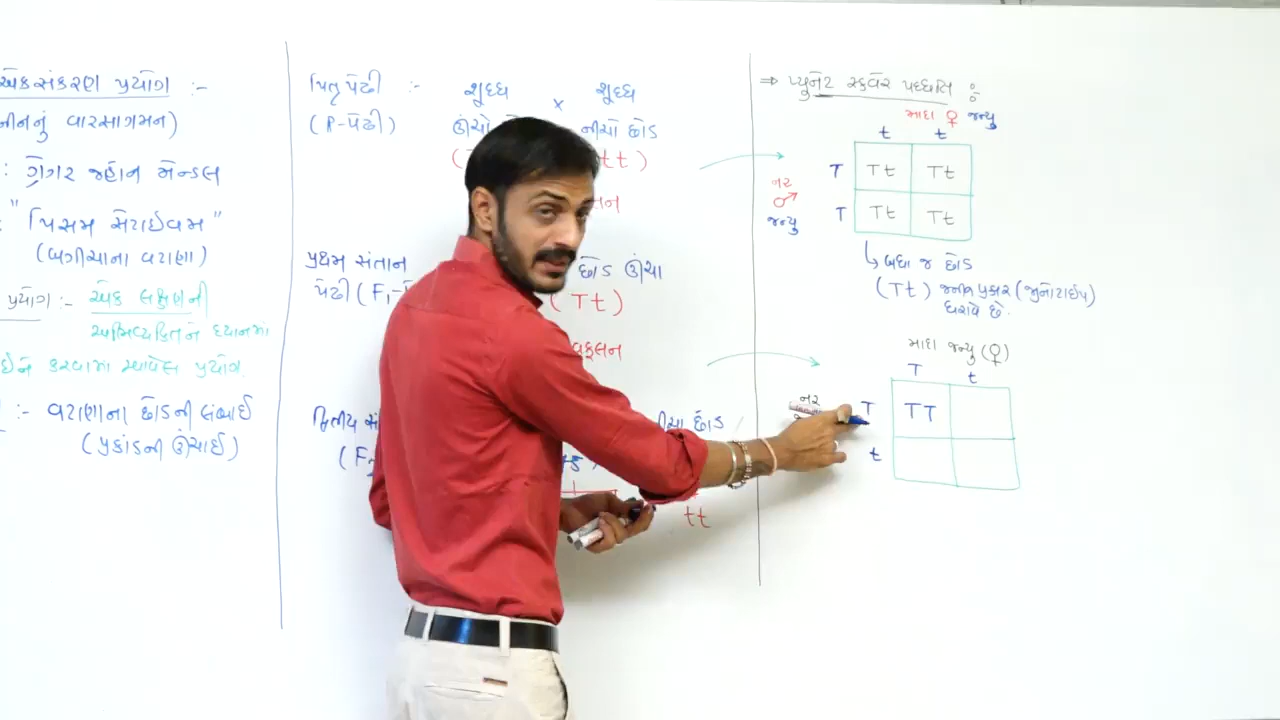 એકસંકરણ પ્રયોગ :-
જનીનનું વારસાગમન)
: ગ્રેગર જ્હોન મેન્ડલ
: "પિસમ સેટાઈવમ"
(બગીચાના વટાણા)
પ્રયોગ :- એક લક્ષણની
અભિવ્યક્તિને ધ્યાનમાં
કરવામાં આવેલ પ્રયોગ
:- વટાણાના છોડની લંબાઈ
(પ્રકાંડની ઊંચાઈ)
પિતૃ પેઢી :- શુદ્ધ x શુદ્ધ
(P-પેઢી) ઊંચો નીચો છોડ
tt)
પ્રથમ સંતાન છોડ ઊંચા
પેઢી (F₁- (Tt)
દ્વિતીય નીચા છોડ
(F₂
tt
⇒ પ્યુનેટ સ્ક્વેર પદ્ધતિ :
માદા ♀ જન્યુ
t t
T Tt Tt
નર ♂ જન્યુ
T Tt Tt
↳ બધા જ છોડ
(Tt) જનીન પ્રકાર (જીનોટાઈપ)
ધરાવે છે.
માદા જન્યુ (♀)
T t
નર
T TT
t